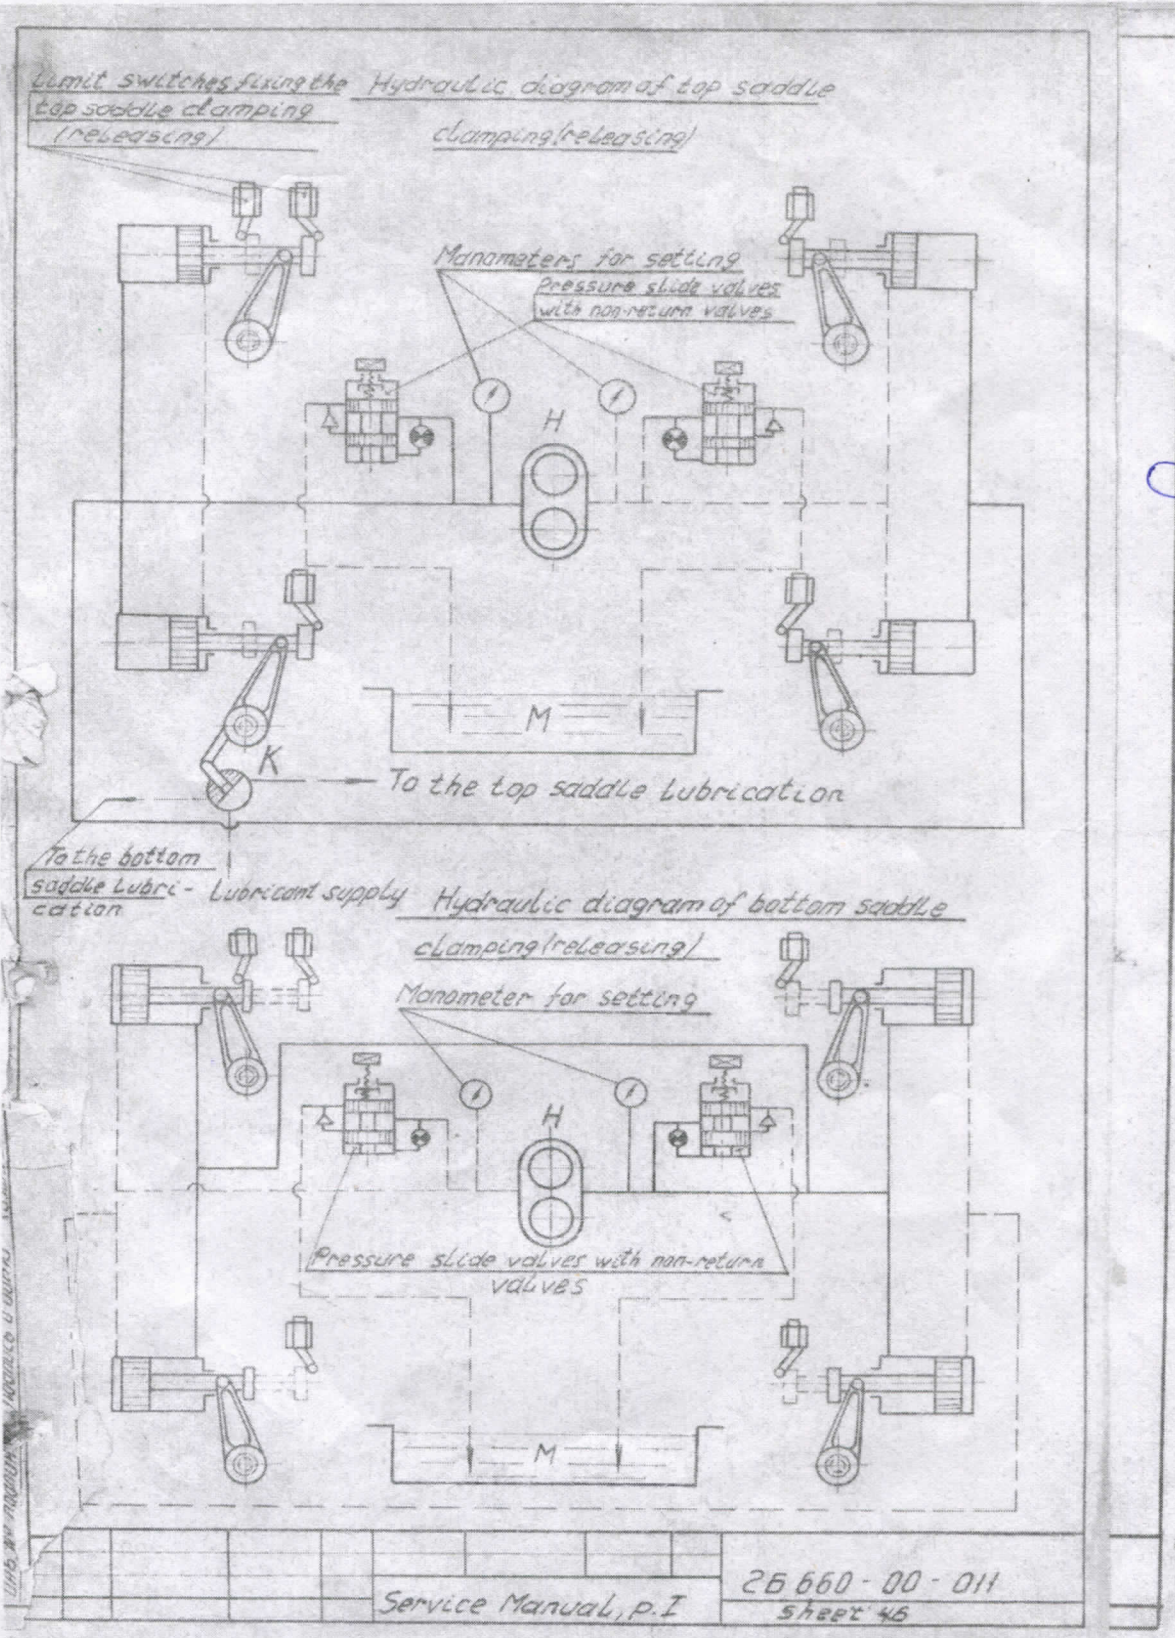 Limit switches fixing the
top saddle clamping
(releasing)
Hydraulic diagram of top saddle
clamping (releasing)
Manometers for setting
Pressure slide valves
with non-return valves
H
M
K
To the top saddle Lubrication
To the bottom
saddle Lubri-
cation
Lubricant supply
Hydraulic diagram of bottom saddle
clamping (releasing)
Manometer for setting
H
Pressure slide valves with non-return
valves
M
Service Manual, p. I
2Б660-00-011
sheet 46